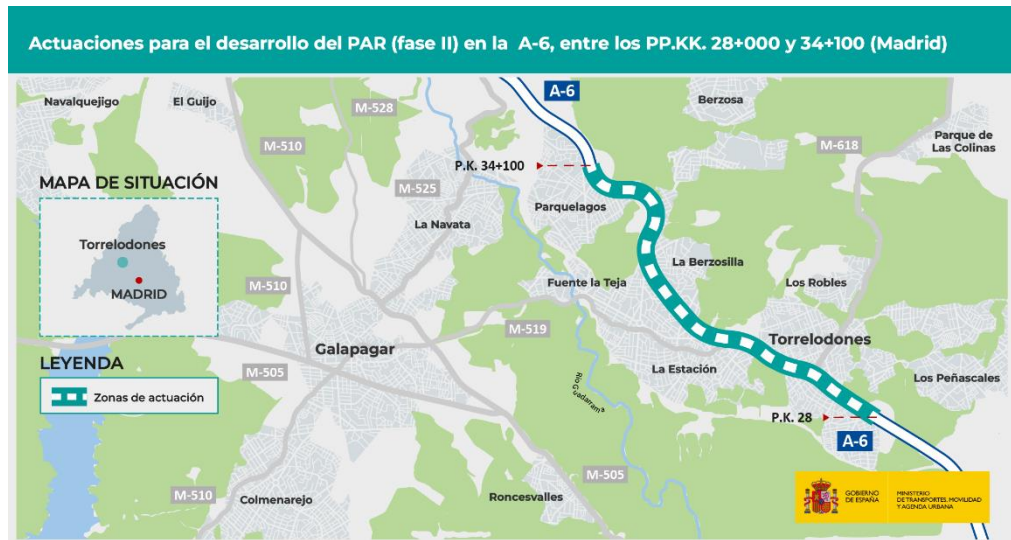 Actuaciones para el desarrollo del PAR (fase II) en la A-6, entre los PP.KK. 28+000 y 34+100 (Madrid)
A-6
Navalquejigo
El Guijo
M-528
Berzosa
M-510
M-618
Parque de
Las Colinas
P.K. 34+100
MAPA DE SITUACIÓN
M-525
Parquelagos
La Navata
Torrelodones
MADRID
La Berzosilla
M-510
Fuente la Teja
Los Robles
M-519
Galapagar
Torrelodones
LEYENDA
M-505
La Estación
Los Peñascales
Zonas de actuación
Río Guadarrama
P.K. 28
A-6
M-505
M-510
Colmenarejo
Roncesvalles
GOBIERNO
DE ESPAÑA
MINISTERIO
DE TRANSPORTES, MOVILIDAD
Y AGENDA URBANA